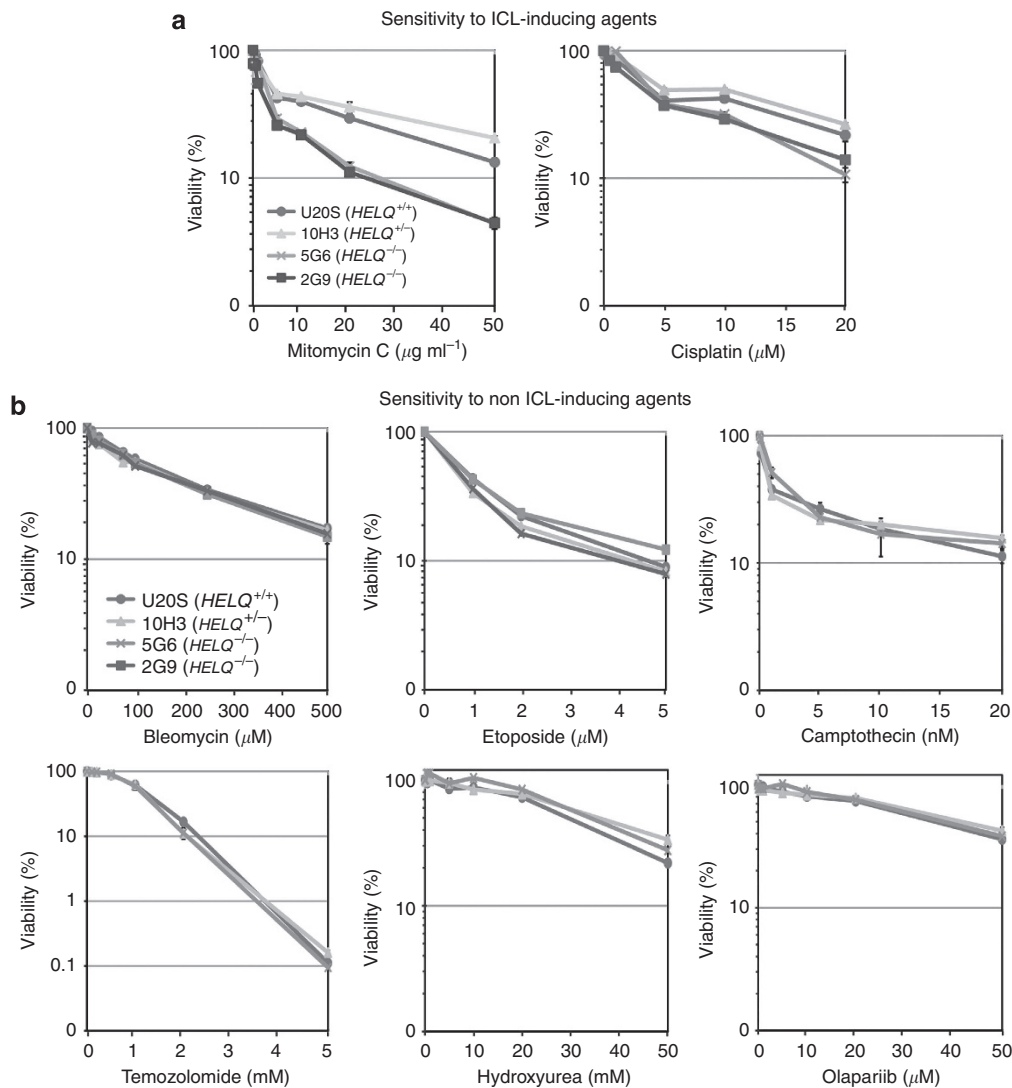 a
Sensitivity to ICL-inducing agents
100
10
0
Viability (%)
U20S (HELQ+/+)
10H3 (HELQ+/–)
5G6 (HELQ–/–)
2G9 (HELQ–/–)
0 10 20 30 40 50
Mitomycin C (μg ml−1)
100
10
0
Viability (%)
0 5 10 15 20
Cisplatin (μM)
b
Sensitivity to non ICL-inducing agents
100
10
0
Viability (%)
U20S (HELQ+/+)
10H3 (HELQ+/–)
5G6 (HELQ–/–)
2G9 (HELQ–/–)
0 100 200 300 400 500
Bleomycin (μM)
100
10
0
Viability (%)
0 1 2 3 4 5
Etoposide (μM)
100
10
0
Viability (%)
0 5 10 15 20
Camptothecin (nM)
100
10
1
0.1
0
Viability (%)
0 1 2 3 4 5
Temozolomide (mM)
100
10
0
Viability (%)
0 10 20 30 40 50
Hydroxyurea (mM)
100
10
0
Viability (%)
0 10 20 30 40 50
Olapariib (μM)